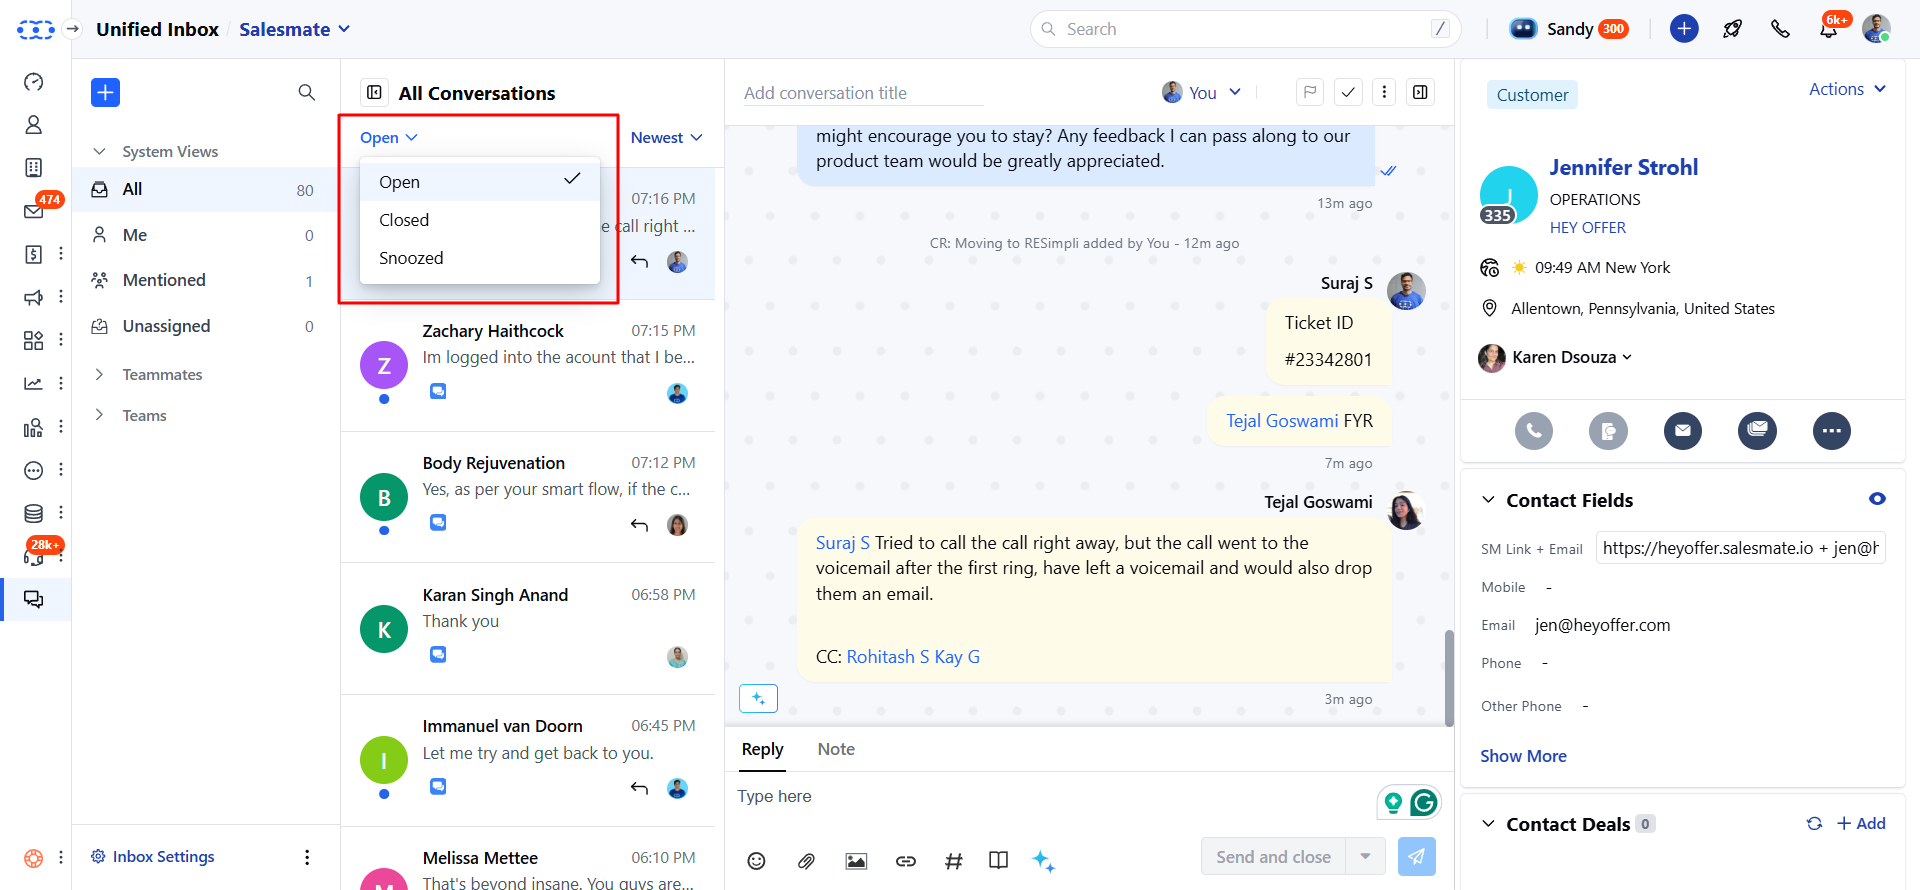 Unified Inbox / Salesmate
Search /
Sandy 300
6k+
474
28k+
System Views
All 80
Me 0
Mentioned 1
Unassigned 0
Teammates
Teams
Inbox Settings
All Conversations
Open
Newest
Open
Closed
Snoozed
07:16 PM
e call right ...
Zachary Haithcock 07:15 PM
Z
Im logged into the acount that I be...
Body Rejuvenation 07:12 PM
B
Yes, as per your smart flow, if the c...
Karan Singh Anand 06:58 PM
K
Thank you
Immanuel van Doorn 06:45 PM
I
Let me try and get back to you.
Melissa Mettee 06:10 PM
M
That's beyond insane. You guys are...
Add conversation title
You
might encourage you to stay? Any feedback I can pass along to our
product team would be greatly appreciated.
13m ago
CR: Moving to RESimpli added by You - 12m ago
Suraj S
Ticket ID
#23342801
Tejal Goswami FYR
7m ago
Tejal Goswami
Suraj S Tried to call the call right away, but the call went to the
voicemail after the first ring, have left a voicemail and would also drop
them an email.
CC: Rohitash S Kay G
3m ago
Reply Note
Type here
Send and close
Customer
Actions
J
335
Jennifer Strohl
OPERATIONS
HEY OFFER
09:49 AM New York
Allentown, Pennsylvania, United States
Karen Dsouza
Contact Fields
SM Link + Email https://heyoffer.salesmate.io + jen@h
Mobile -
Email jen@heyoffer.com
Phone -
Other Phone -
Show More
Contact Deals 0
+ Add